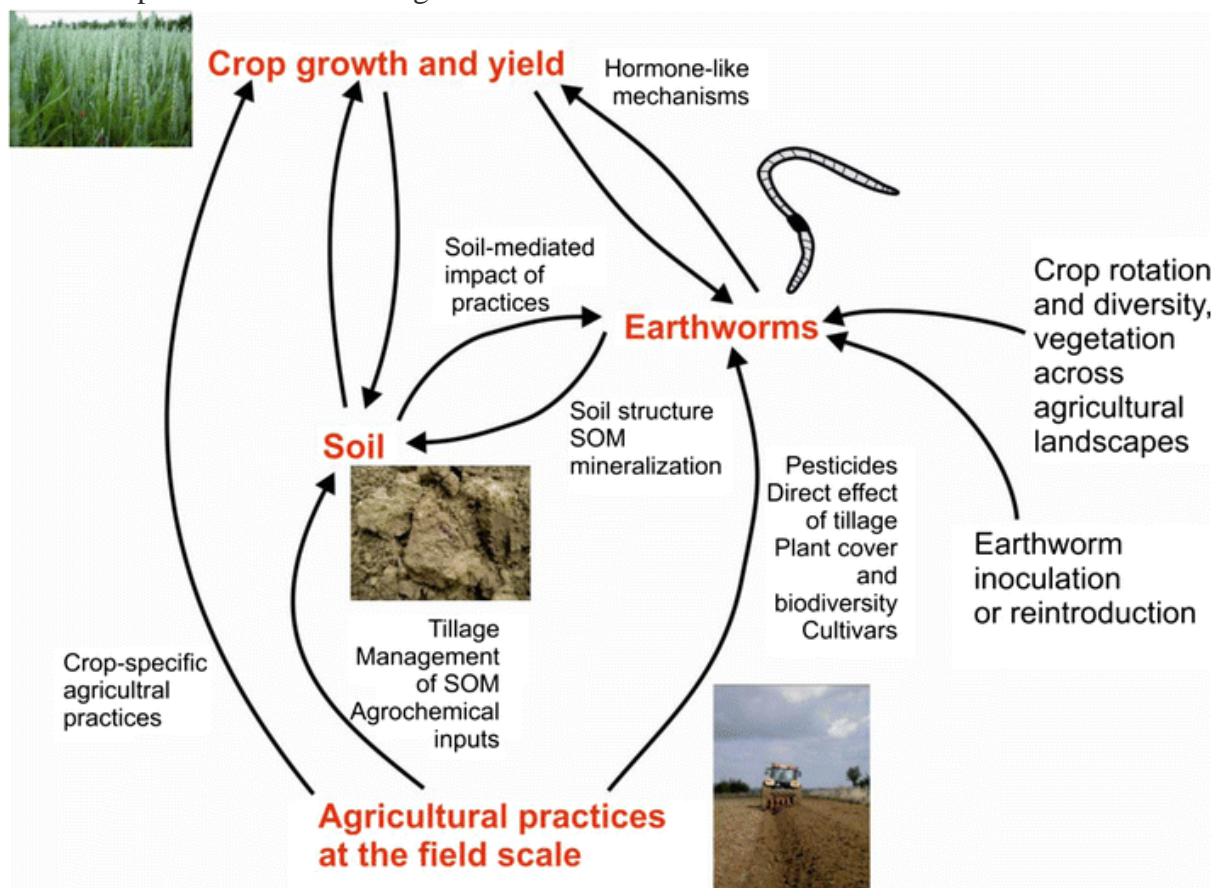 Crop growth and yield
Hormone-like
mechanisms
Soil-mediated
impact of
practices
Earthworms
Crop rotation
and diversity,
vegetation
across
agricultural
landscapes
Soil
Soil structure
SOM
mineralization
Pesticides
Direct effect
of tillage
Plant cover
and
biodiversity
Cultivars
Earthworm
inoculation
or reintroduction
Tillage
Management
of SOM
Agrochemical
inputs
Crop-specific
agricultral
practices
Agricultural practices
at the field scale